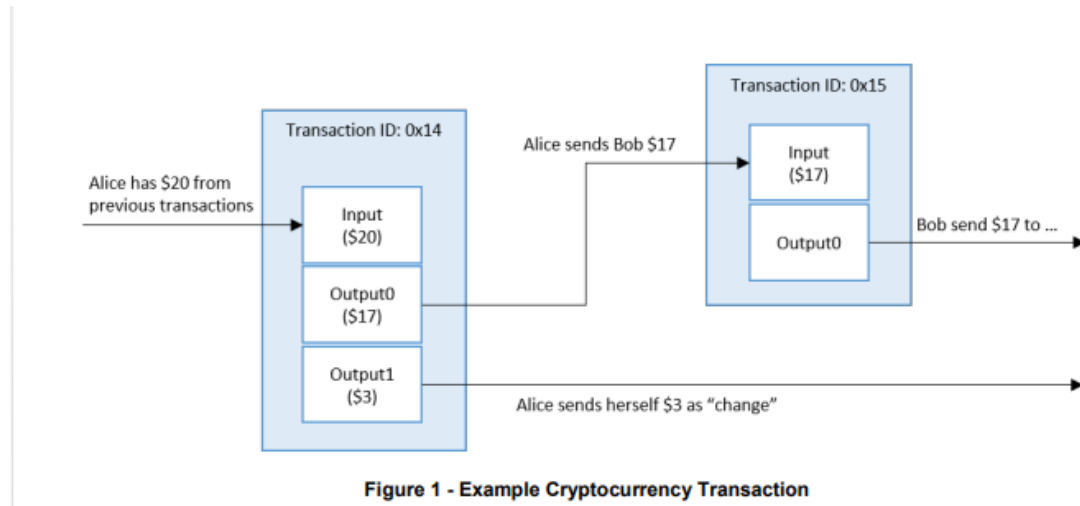 Transaction ID: 0x15
Transaction ID: 0x14
Alice sends Bob $17
Input
($17)
Alice has $20 from
previous transactions
Input
($20)
Bob send $17 to ...
Output0
Output0
($17)
Output1
($3)
Alice sends herself $3 as “change”
Figure 1 - Example Cryptocurrency Transaction